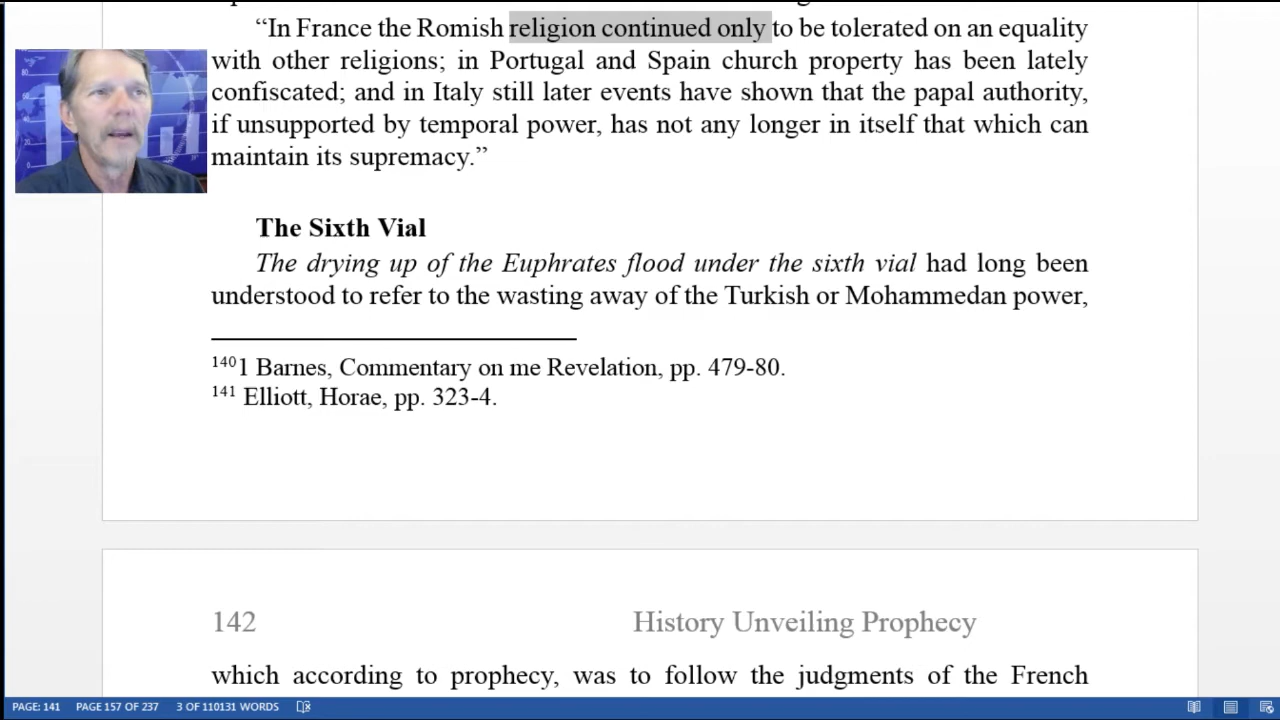 “In France the Romish religion continued only to be tolerated on an equality
with other religions; in Portugal and Spain church property has been lately
confiscated; and in Italy still later events have shown that the papal authority,
if unsupported by temporal power, has not any longer in itself that which can
maintain its supremacy.”
The Sixth Vial
The drying up of the Euphrates flood under the sixth vial had long been
understood to refer to the wasting away of the Turkish or Mohammedan power,
1401 Barnes, Commentary on me Revelation, pp. 479-80.
141 Elliott, Horae, pp. 323-4.
142 History Unveiling Prophecy
which according to prophecy, was to follow the judgments of the French
PAGE: 141 PAGE 157 OF 237 3 OF 110131 WORDS